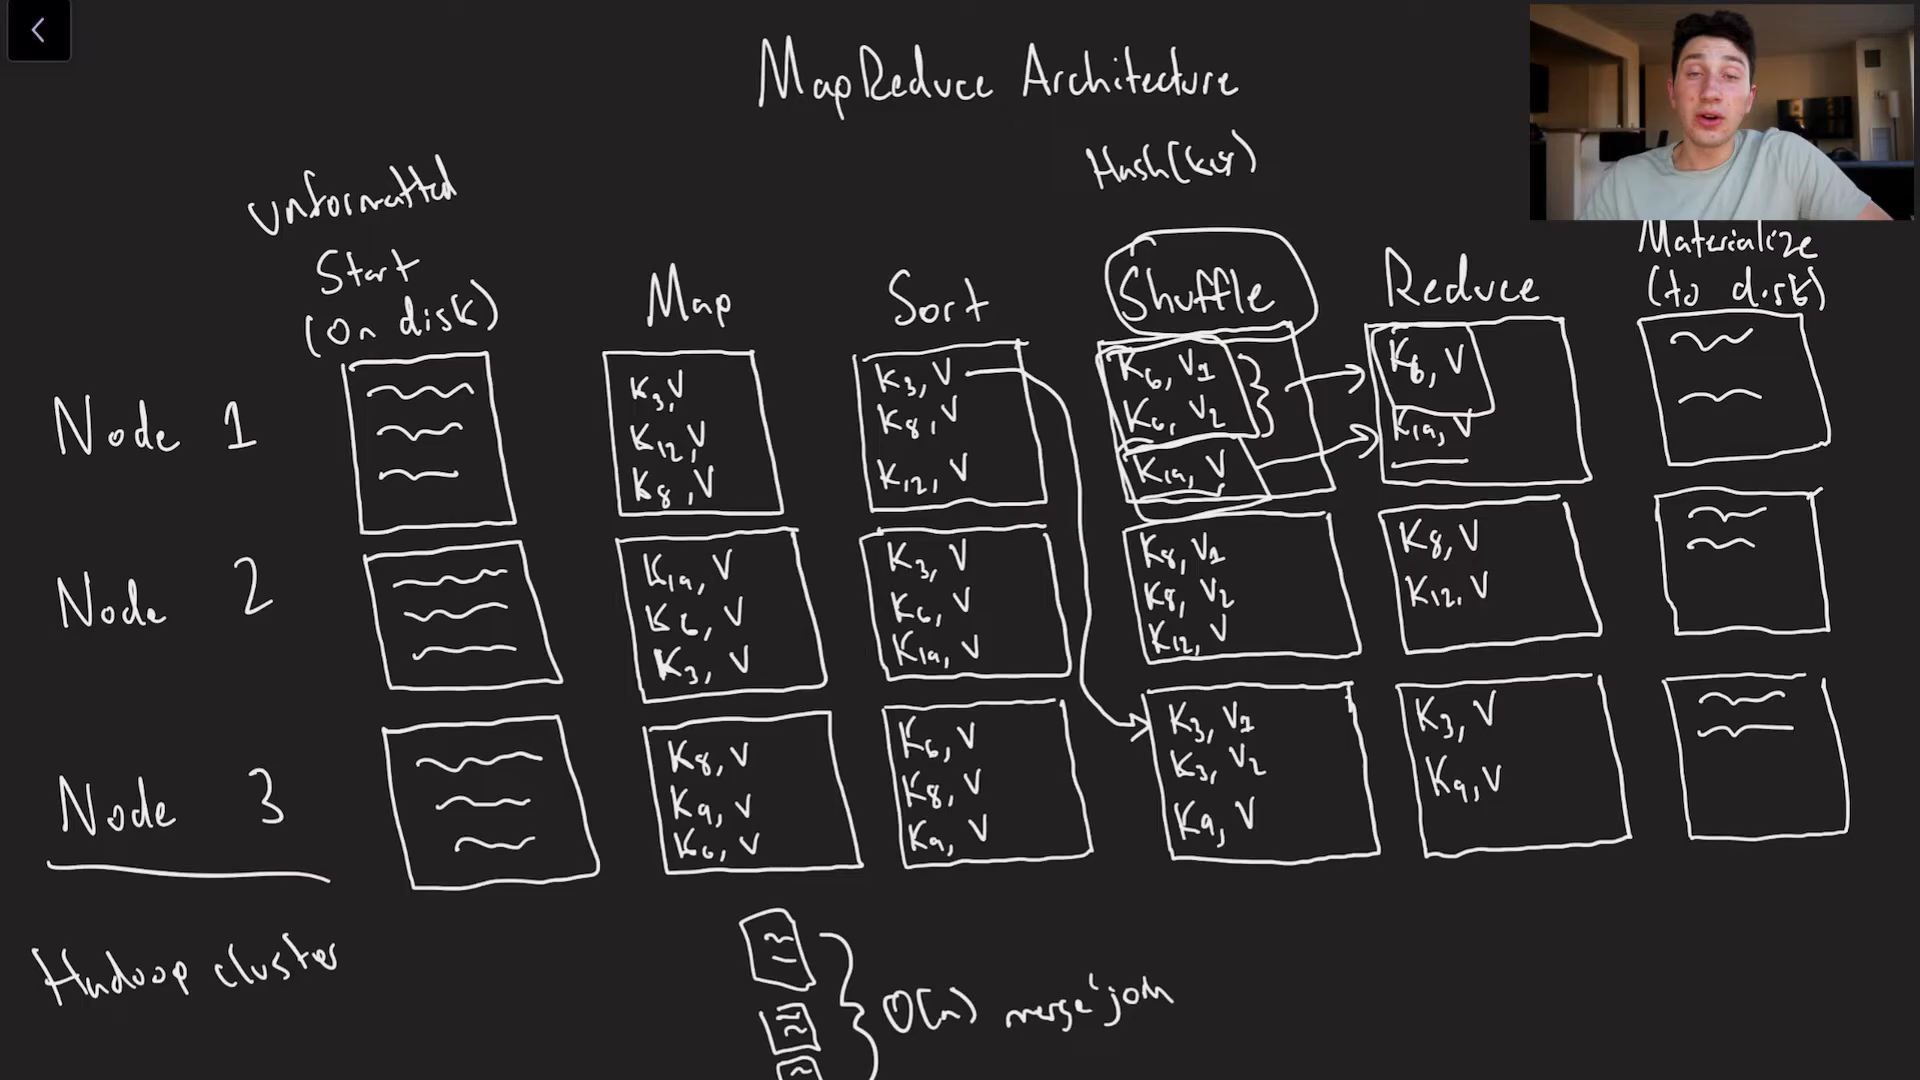 MapReduce Architecture
Hash(key)
unformatted
Start
(on disk)
Map
Sort
Shuffle
Reduce
Materialize
(to disk)
Node 1
K3,V
K12,V
K8,V
K3,V
K8,V
K12,V
K6,V1
K6,V2
K19,V
K6,V
K19,V
Node 2
K19,V
K6,V
K3,V
K3,V
K6,V
K19,V
K8,V1
K8,V2
K12,V
K8,V
K12,V
Node 3
K8,V
K9,V
K6,V
K6,V
K8,V
K9,V
K3,V1
K3,V2
K9,V
K3,V
K9,V
Hadoop cluster
O(n) merge join